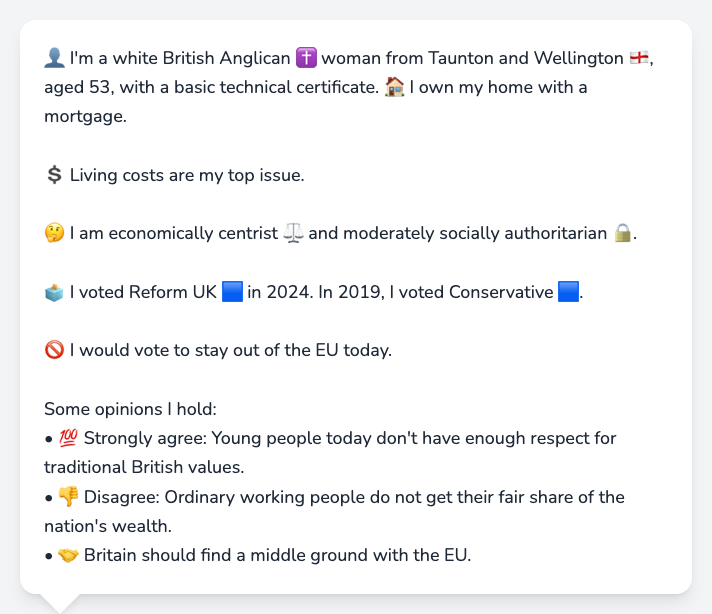 👤 I'm a white British Anglican ✝️ woman from Taunton and Wellington 🏴󠁧󠁢󠁥󠁮󠁧󠁿,
aged 53, with a basic technical certificate. 🏠 I own my home with a
mortgage.
💲 Living costs are my top issue.
🤔 I am economically centrist ⚖️ and moderately socially authoritarian 🔒.
🗳️ I voted Reform UK 🟦 in 2024. In 2019, I voted Conservative 🟦.
🚫 I would vote to stay out of the EU today.
Some opinions I hold:
• 💯 Strongly agree: Young people today don't have enough respect for
traditional British values.
• 👎 Disagree: Ordinary working people do not get their fair share of the
nation's wealth.
• 🤝 Britain should find a middle ground with the EU.